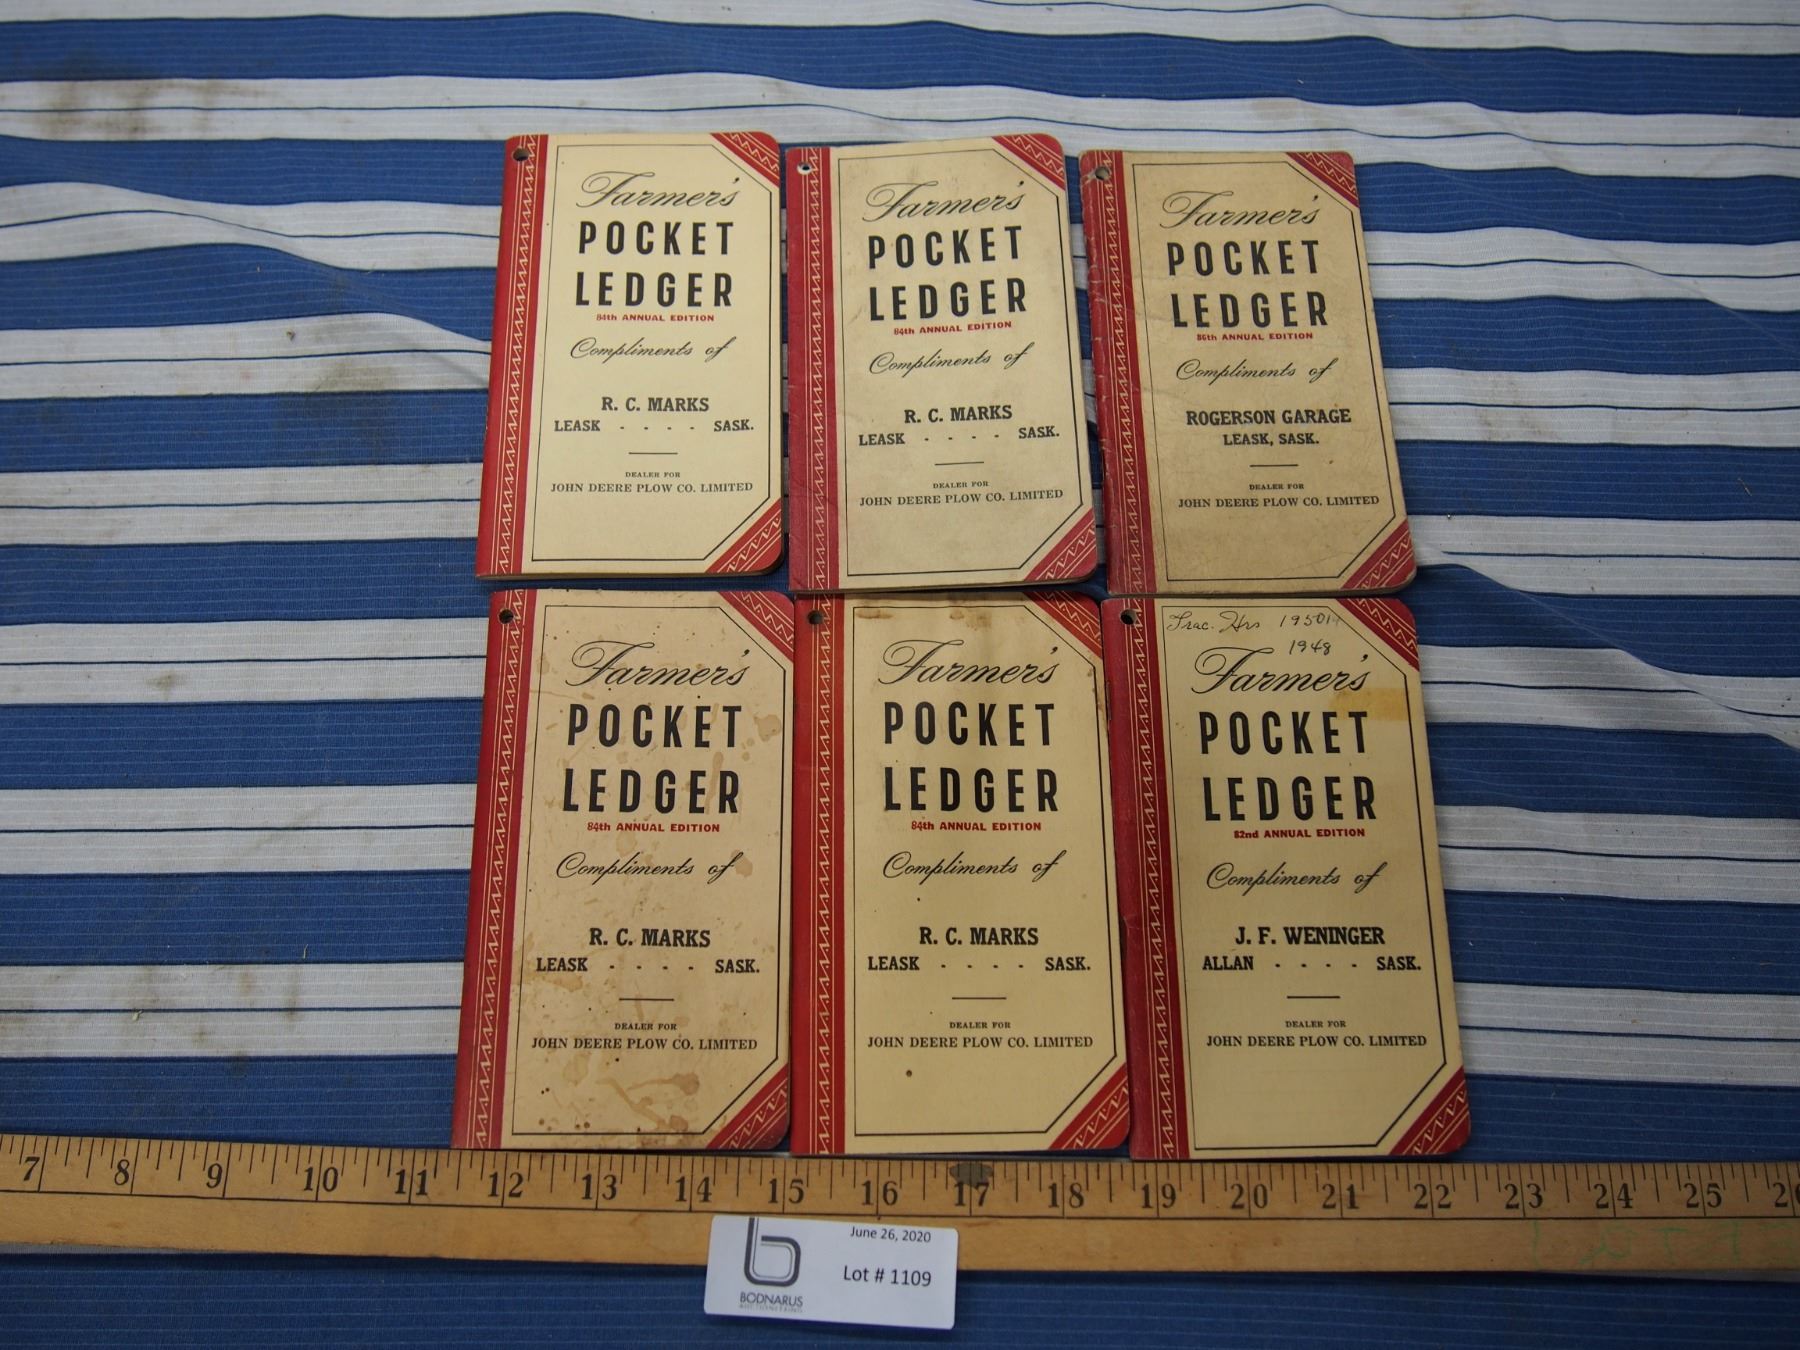 Farmer's
POCKET
LEDGER
84th ANNUAL EDITION
Compliments of
R. C. MARKS
LEASK - - - - SASK.
DEALER FOR
JOHN DEERE PLOW CO. LIMITED
Farmer's
POCKET
LEDGER
84th ANNUAL EDITION
Compliments of
R. C. MARKS
LEASK - - - - SASK.
DEALER FOR
JOHN DEERE PLOW CO. LIMITED
Farmer's
POCKET
LEDGER
86th ANNUAL EDITION
Compliments of
ROGERSON GARAGE
LEASK, SASK.
DEALER FOR
JOHN DEERE PLOW CO. LIMITED
Farmer's
POCKET
LEDGER
84th ANNUAL EDITION
Compliments of
R. C. MARKS
LEASK - - - - SASK.
DEALER FOR
JOHN DEERE PLOW CO. LIMITED
Farmer's
POCKET
LEDGER
84th ANNUAL EDITION
Compliments of
R. C. MARKS
LEASK - - - - SASK.
DEALER FOR
JOHN DEERE PLOW CO. LIMITED
Trac. Hrs
1948
Farmer's
POCKET
LEDGER
82nd ANNUAL EDITION
Compliments of
J. F. WENINGER
ALLAN - - - - SASK.
DEALER FOR
JOHN DEERE PLOW CO. LIMITED
7 8 9 10 11 12 13 14 15 16 17 18 19 20 21 22 23 24 25 26
June 26, 2020
Lot # 1109
BODNARUS
AUCTIONEERING